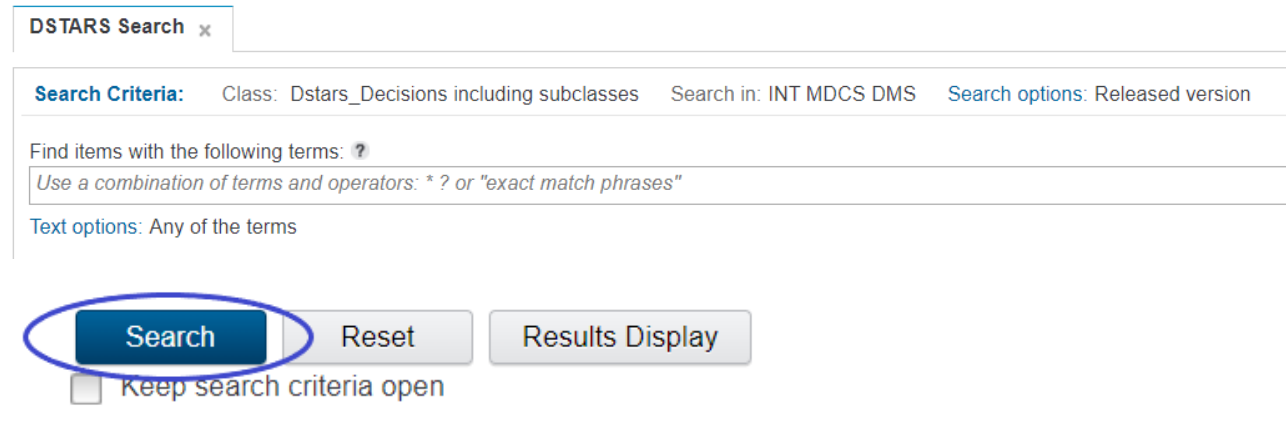 DSTARS Search x
Search Criteria: Class: Dstars_Decisions including subclasses Search in: INT MDCS DMS Search options: Released version
Find items with the following terms: ?
Use a combination of terms and operators: * ? or "exact match phrases"
Text options: Any of the terms
Search Reset Results Display
Keep search criteria open